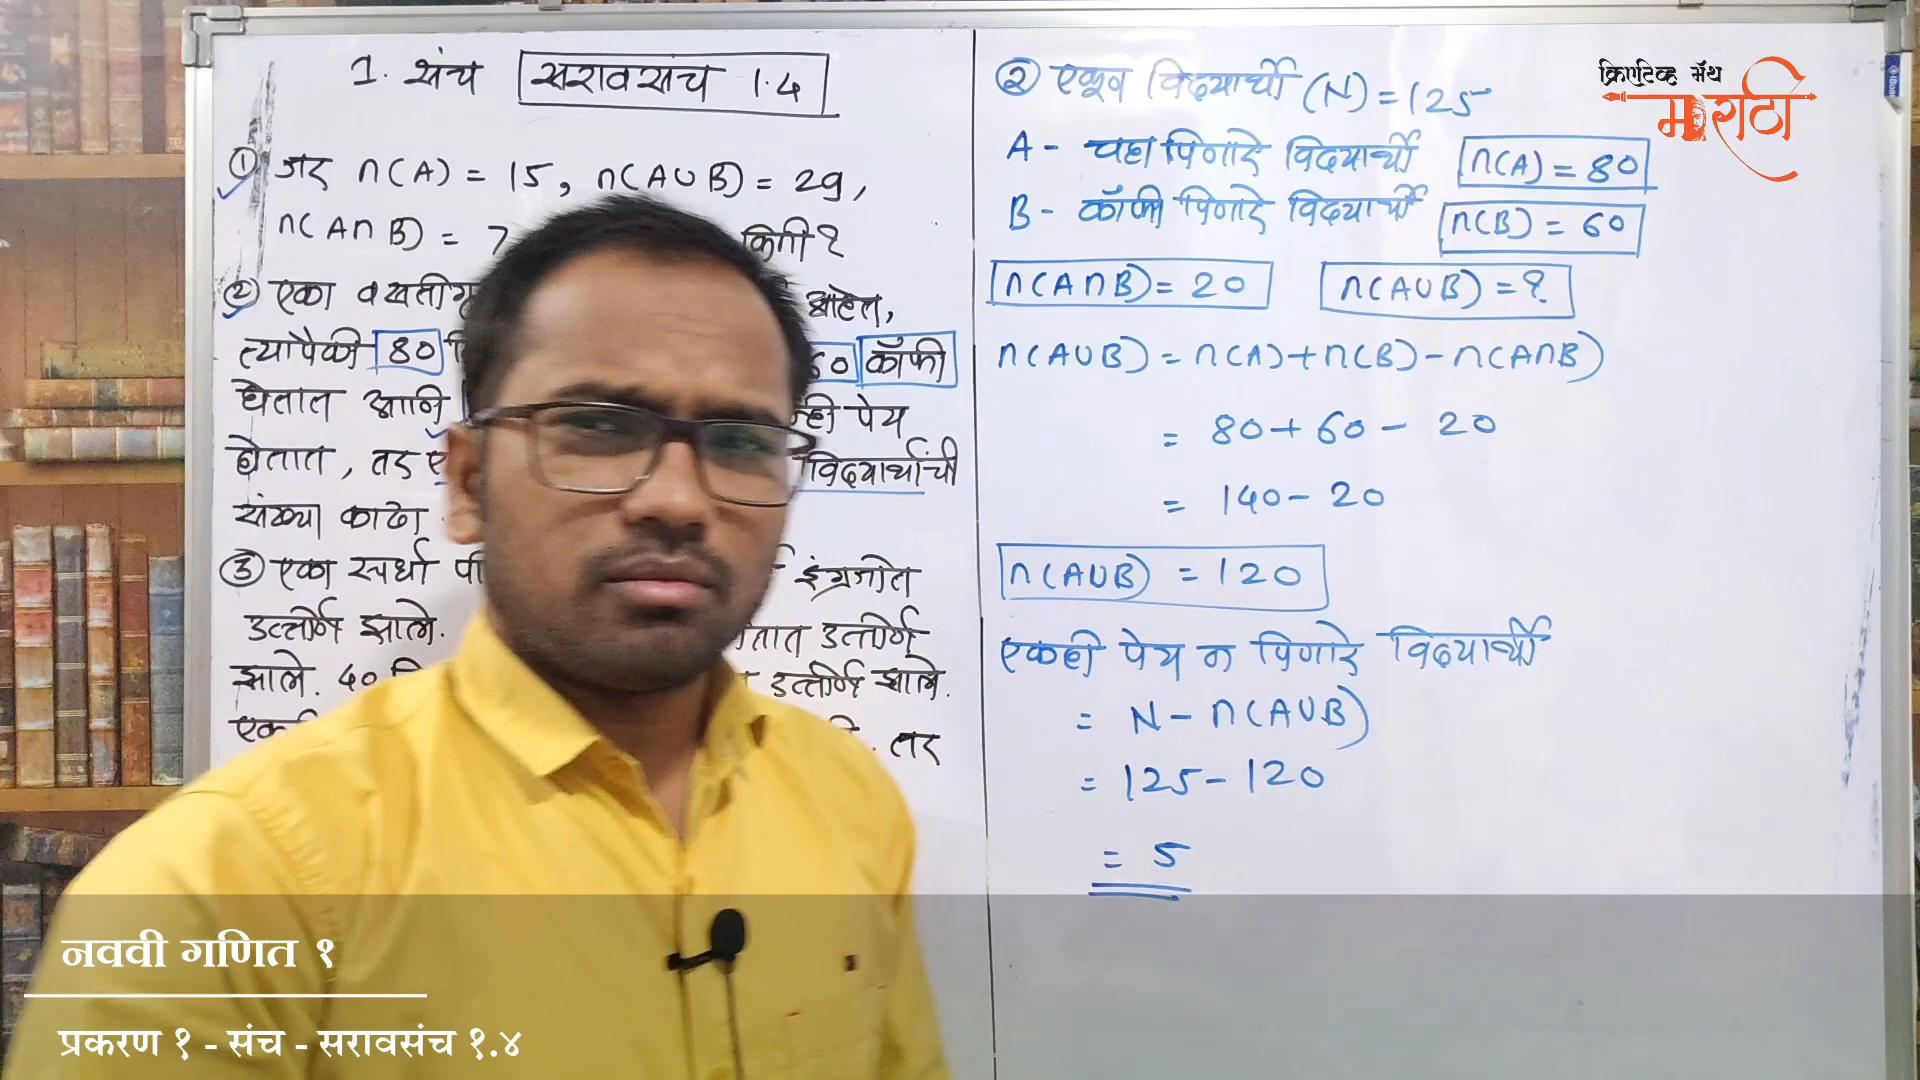 1. संच सरावसंच 1.4
① जर n(A) = 15, n(A∪B) = 29,
n(A∩B) = 7 किती?
② एका वसतीगृ आहेत,
त्यापैकी 80 60 कॉफी
घेतात आणि पेय
घेतात, तर विद्यार्थ्यांची
संख्या काढा
③ एका स्पर्धा इंग्रजीत
उत्तीर्ण झाले. उत्तीर्ण
झाले. 40 उत्तीर्ण झाले.
तर
② एकूण विद्यार्थी (N) = 125
A - चहा पिणारे विद्यार्थी n(A) = 80
B - कॉफी पिणारे विद्यार्थी n(B) = 60
n(A∩B) = 20 n(A∪B) = ?
n(A∪B) = n(A) + n(B) - n(A∩B)
= 80 + 60 - 20
= 140 - 20
n(A∪B) = 120
एकही पेय न पिणारे विद्यार्थी
= N - n(A∪B)
= 125 - 120
= 5
क्रिएटिव्ह मॅथ
मराठी
नववी गणित १
प्रकरण १ - संच - सरावसंच १.४